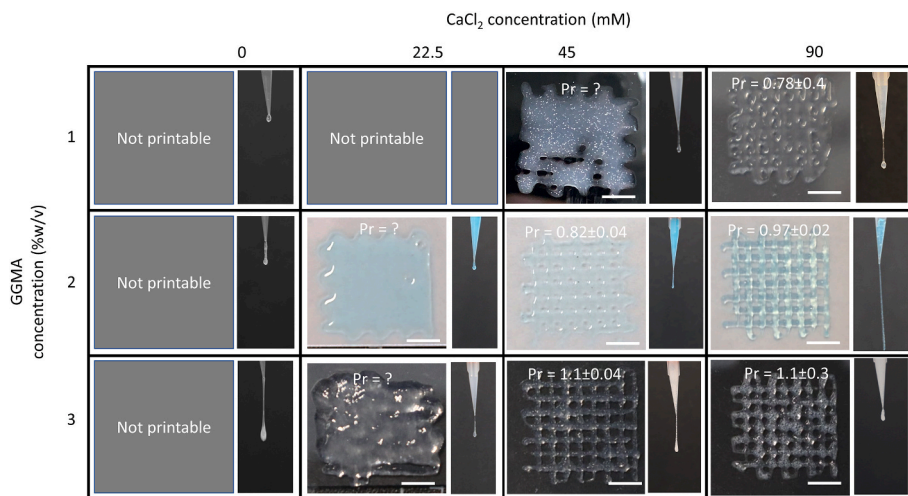 CaCl₂ concentration (mM)
0 22.5 45 90
GGMA
concentration (%w/v)
1 Not printable Not printable Pr = ? Pr = 0.78±0.4
2 Not printable Pr = ? Pr = 0.82±0.04 Pr = 0.97±0.02
3 Not printable Pr = ? Pr = 1.1±0.04 Pr = 1.1±0.3